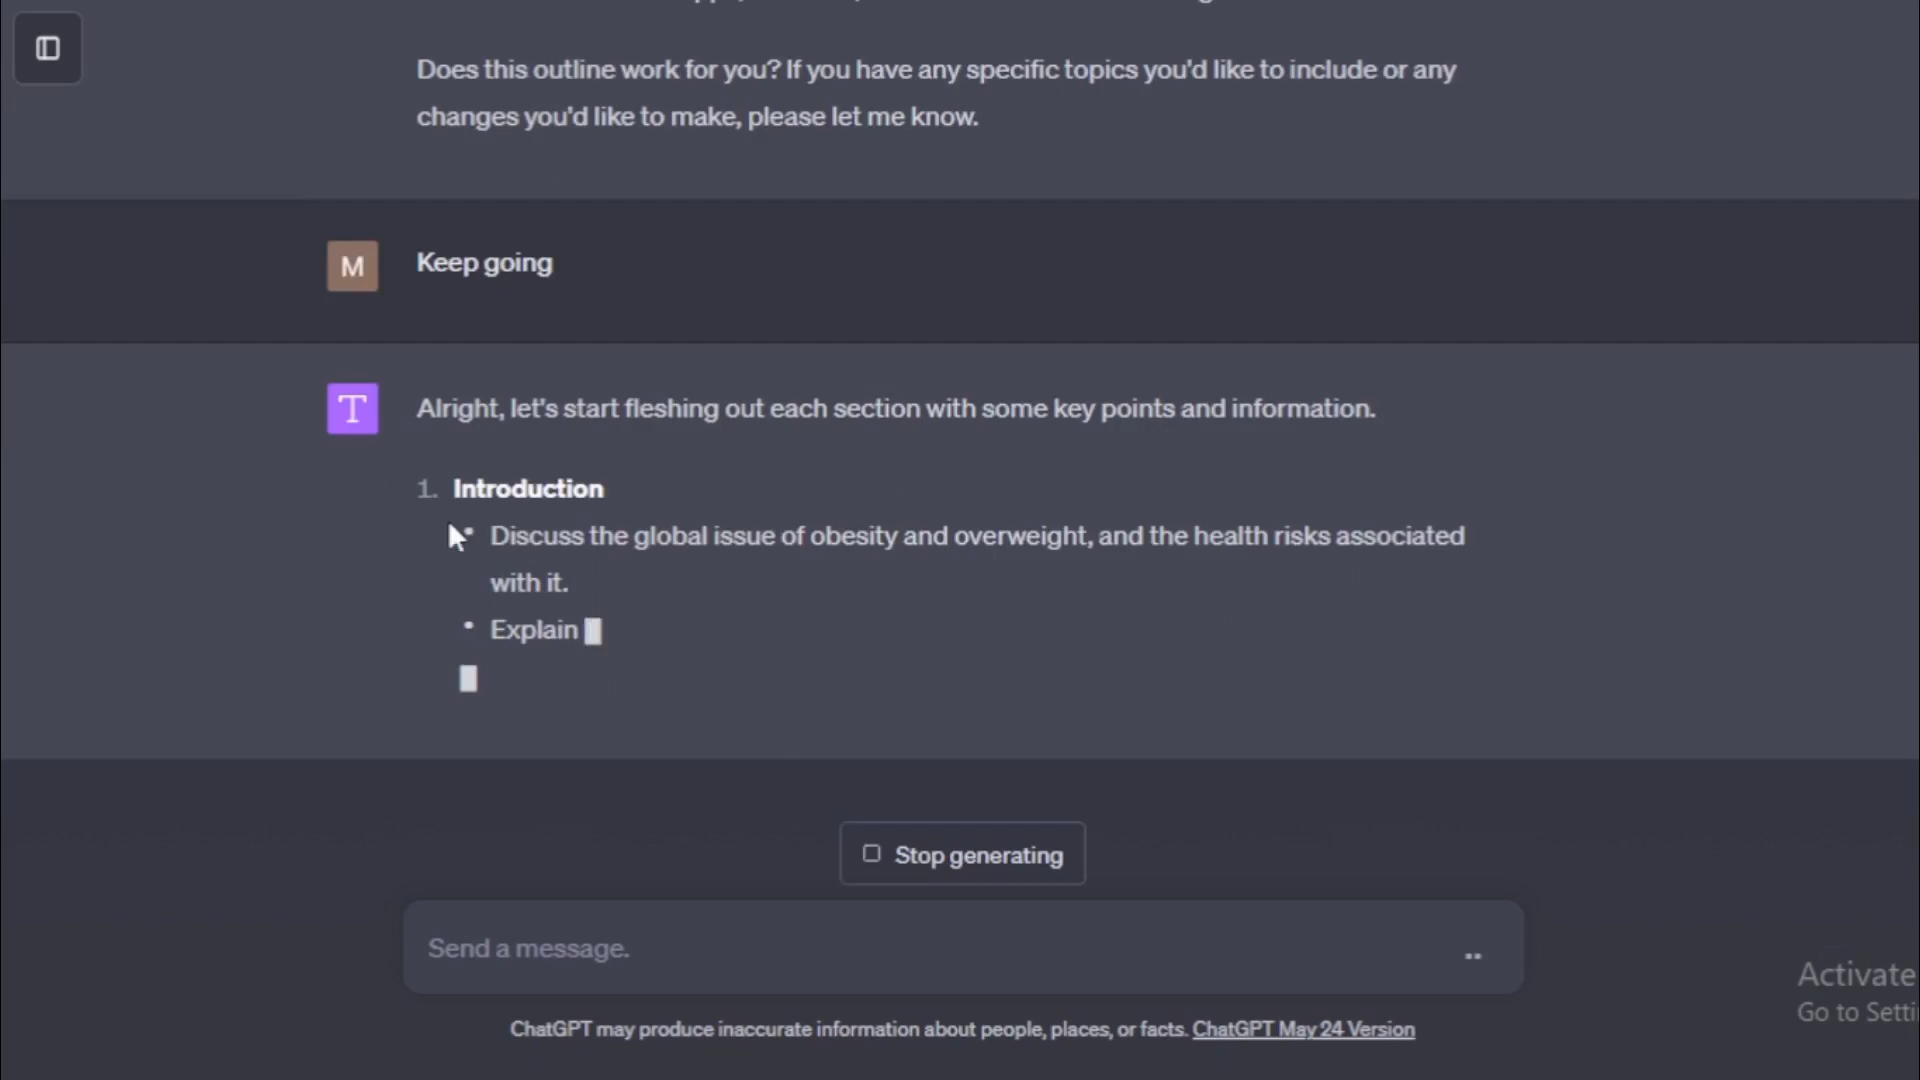 Does this outline work for you? If you have any specific topics you'd like to include or any
changes you'd like to make, please let me know.
M
Keep going
T
Alright, let's start fleshing out each section with some key points and information.
1. Introduction
• Discuss the global issue of obesity and overweight, and the health risks associated
with it.
• Explain
Stop generating
Send a message.
Activate
Go to Setti
ChatGPT may produce inaccurate information about people, places, or facts. ChatGPT May 24 Version